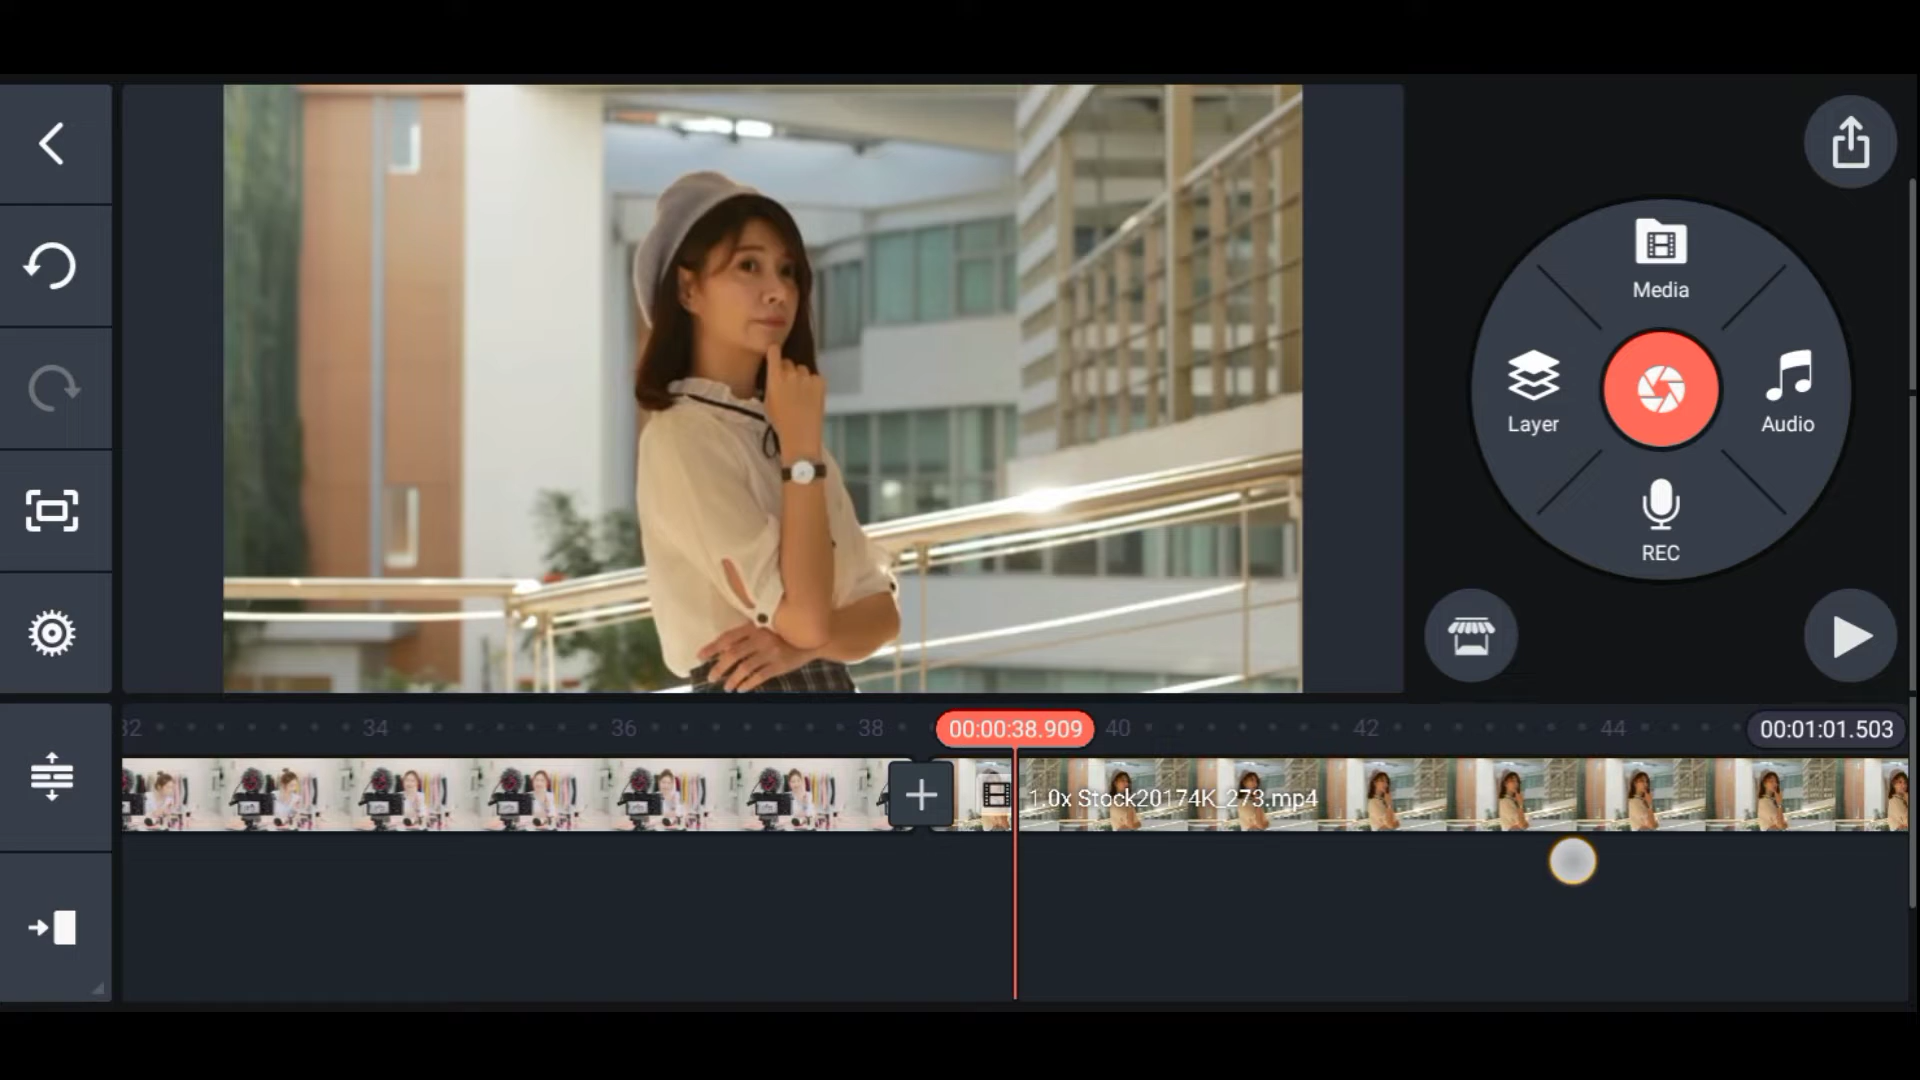 Media
Layer
Audio
REC
32 34 36 38 00:00:38.909 40 42 44 00:01:01.503
1.0x Stock20174K_273.mp4